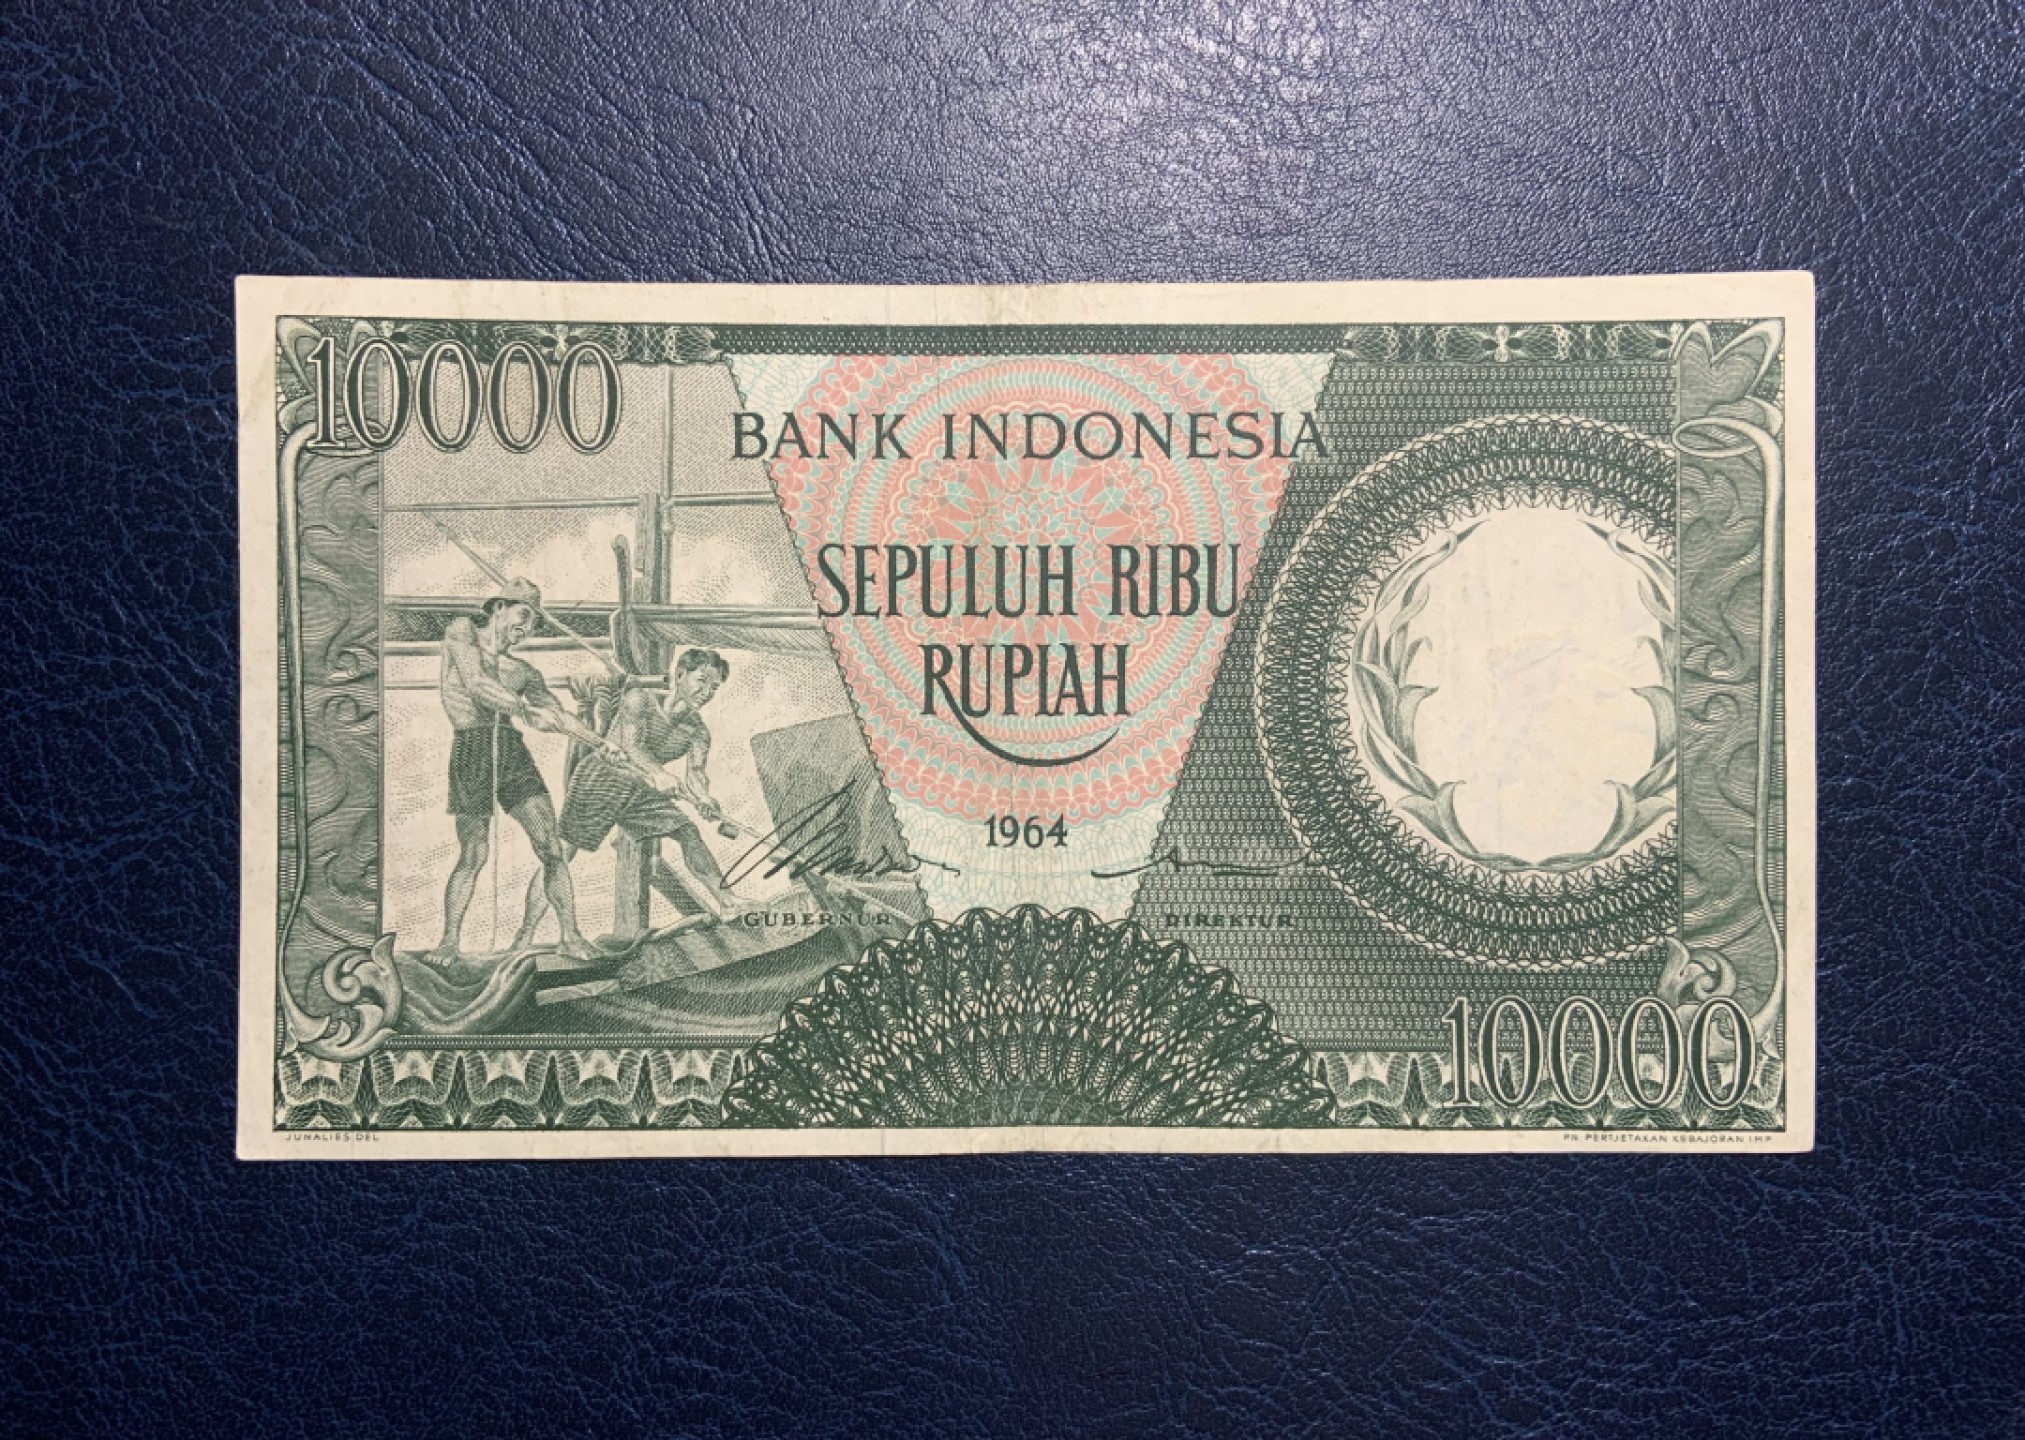 10000
BANK INDONESIA
SEPULUH RIBU
RUPIAH
1964
GUBERNUR
DIREKTUR
10000
JUNALIES DEL
PN. PERTJETAKAN KEBAJORAN IMP